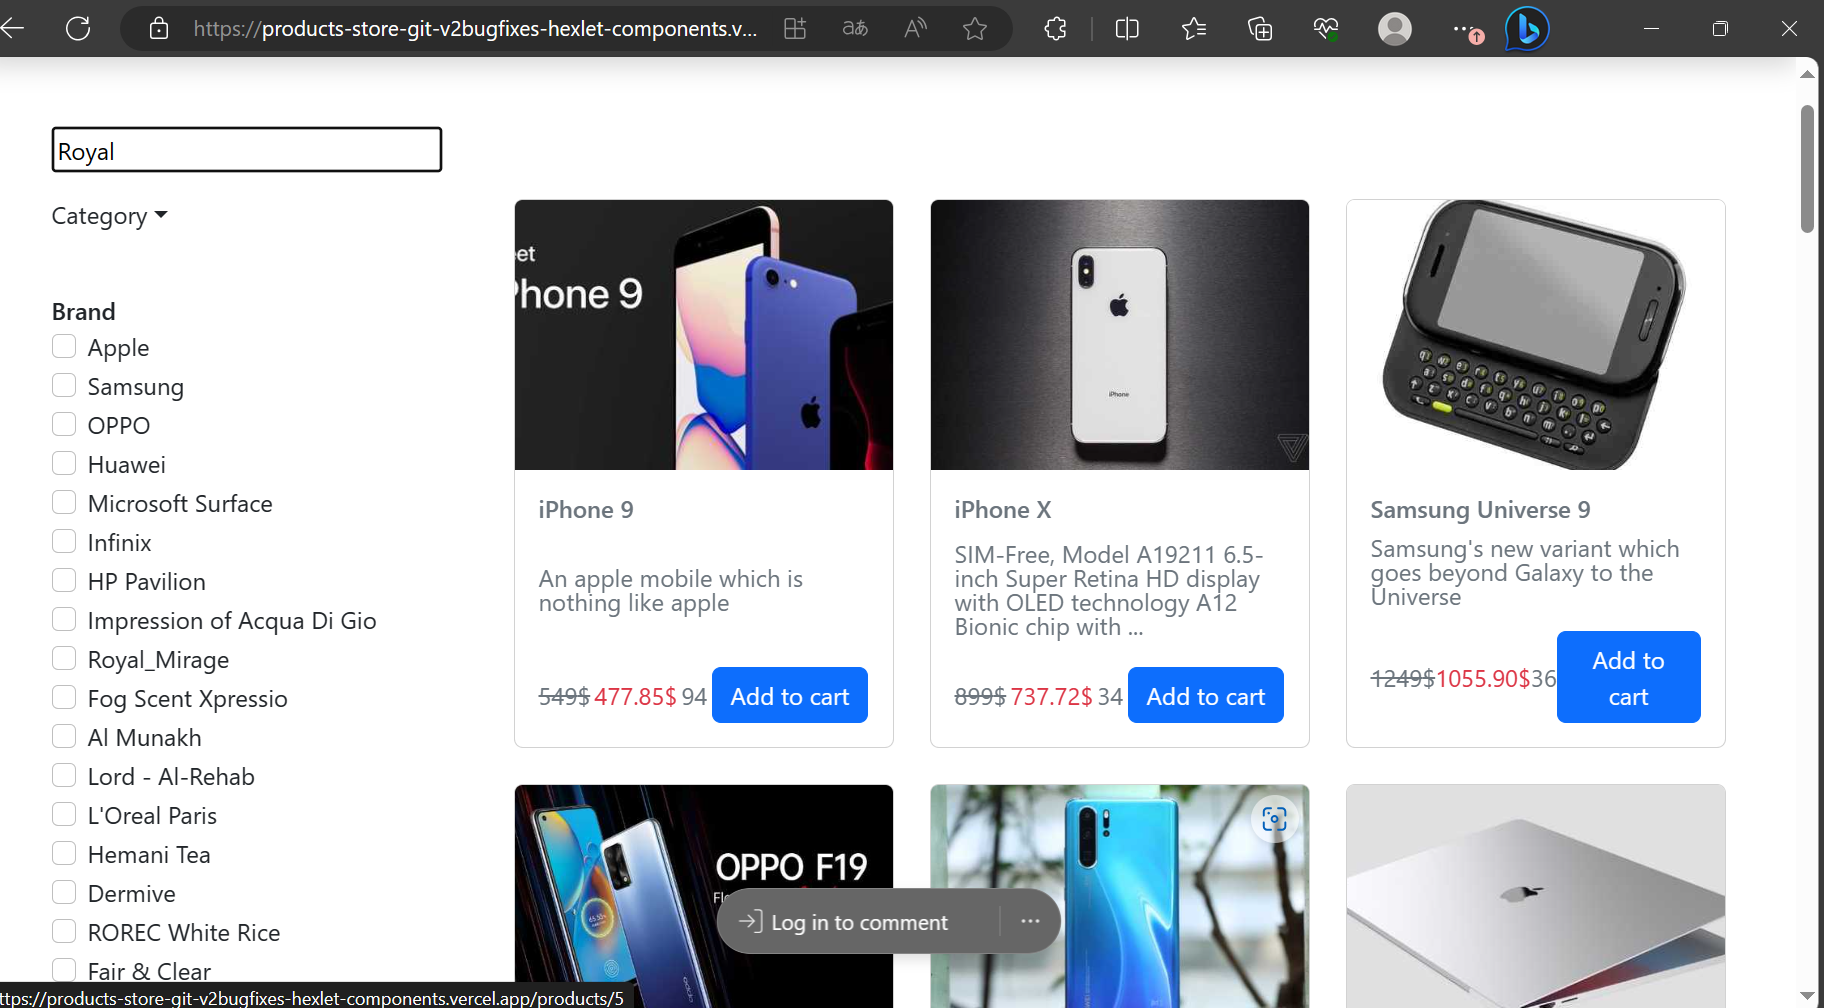 https://products-store-git-v2bugfixes-hexlet-components.v...
Royal
Category
Brand
Apple
Samsung
OPPO
Huawei
Microsoft Surface
Infinix
HP Pavilion
Impression of Acqua Di Gio
Royal_Mirage
Fog Scent Xpressio
Al Munakh
Lord - Al-Rehab
L'Oreal Paris
Hemani Tea
Dermive
ROREC White Rice
Fair & Clear
hone 9
iPhone 9
An apple mobile which is
nothing like apple
549$ 477.85$ 94 Add to cart
iPhone
iPhone X
SIM-Free, Model A19211 6.5-
inch Super Retina HD display
with OLED technology A12
Bionic chip with ...
899$ 737.72$ 34 Add to cart
Samsung Universe 9
Samsung's new variant which
goes beyond Galaxy to the
Universe
1249$1055.90$36 Add to
cart
OPPO F19
Log in to comment
ttps://products-store-git-v2bugfixes-hexlet-components.vercel.app/products/5